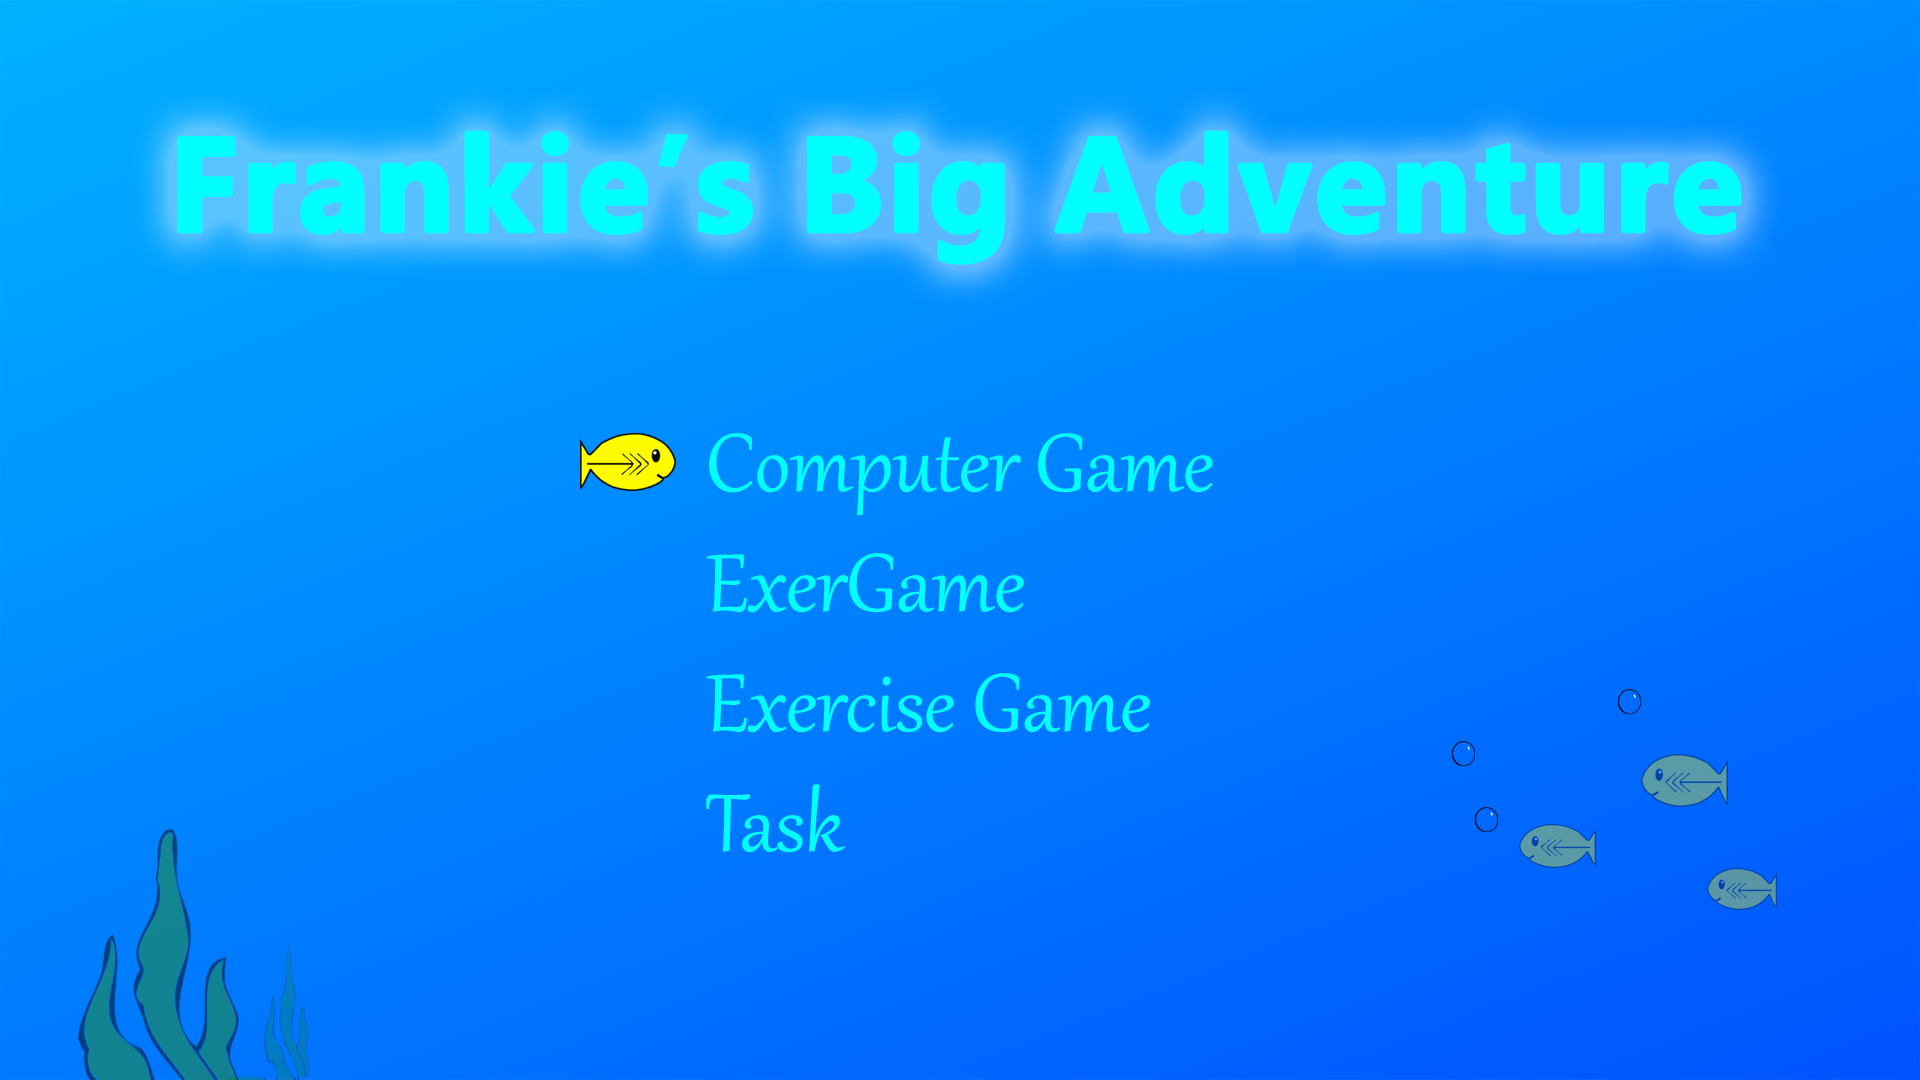 Frankie’s Big Adventure
Computer Game
ExerGame
Exercise Game
Task